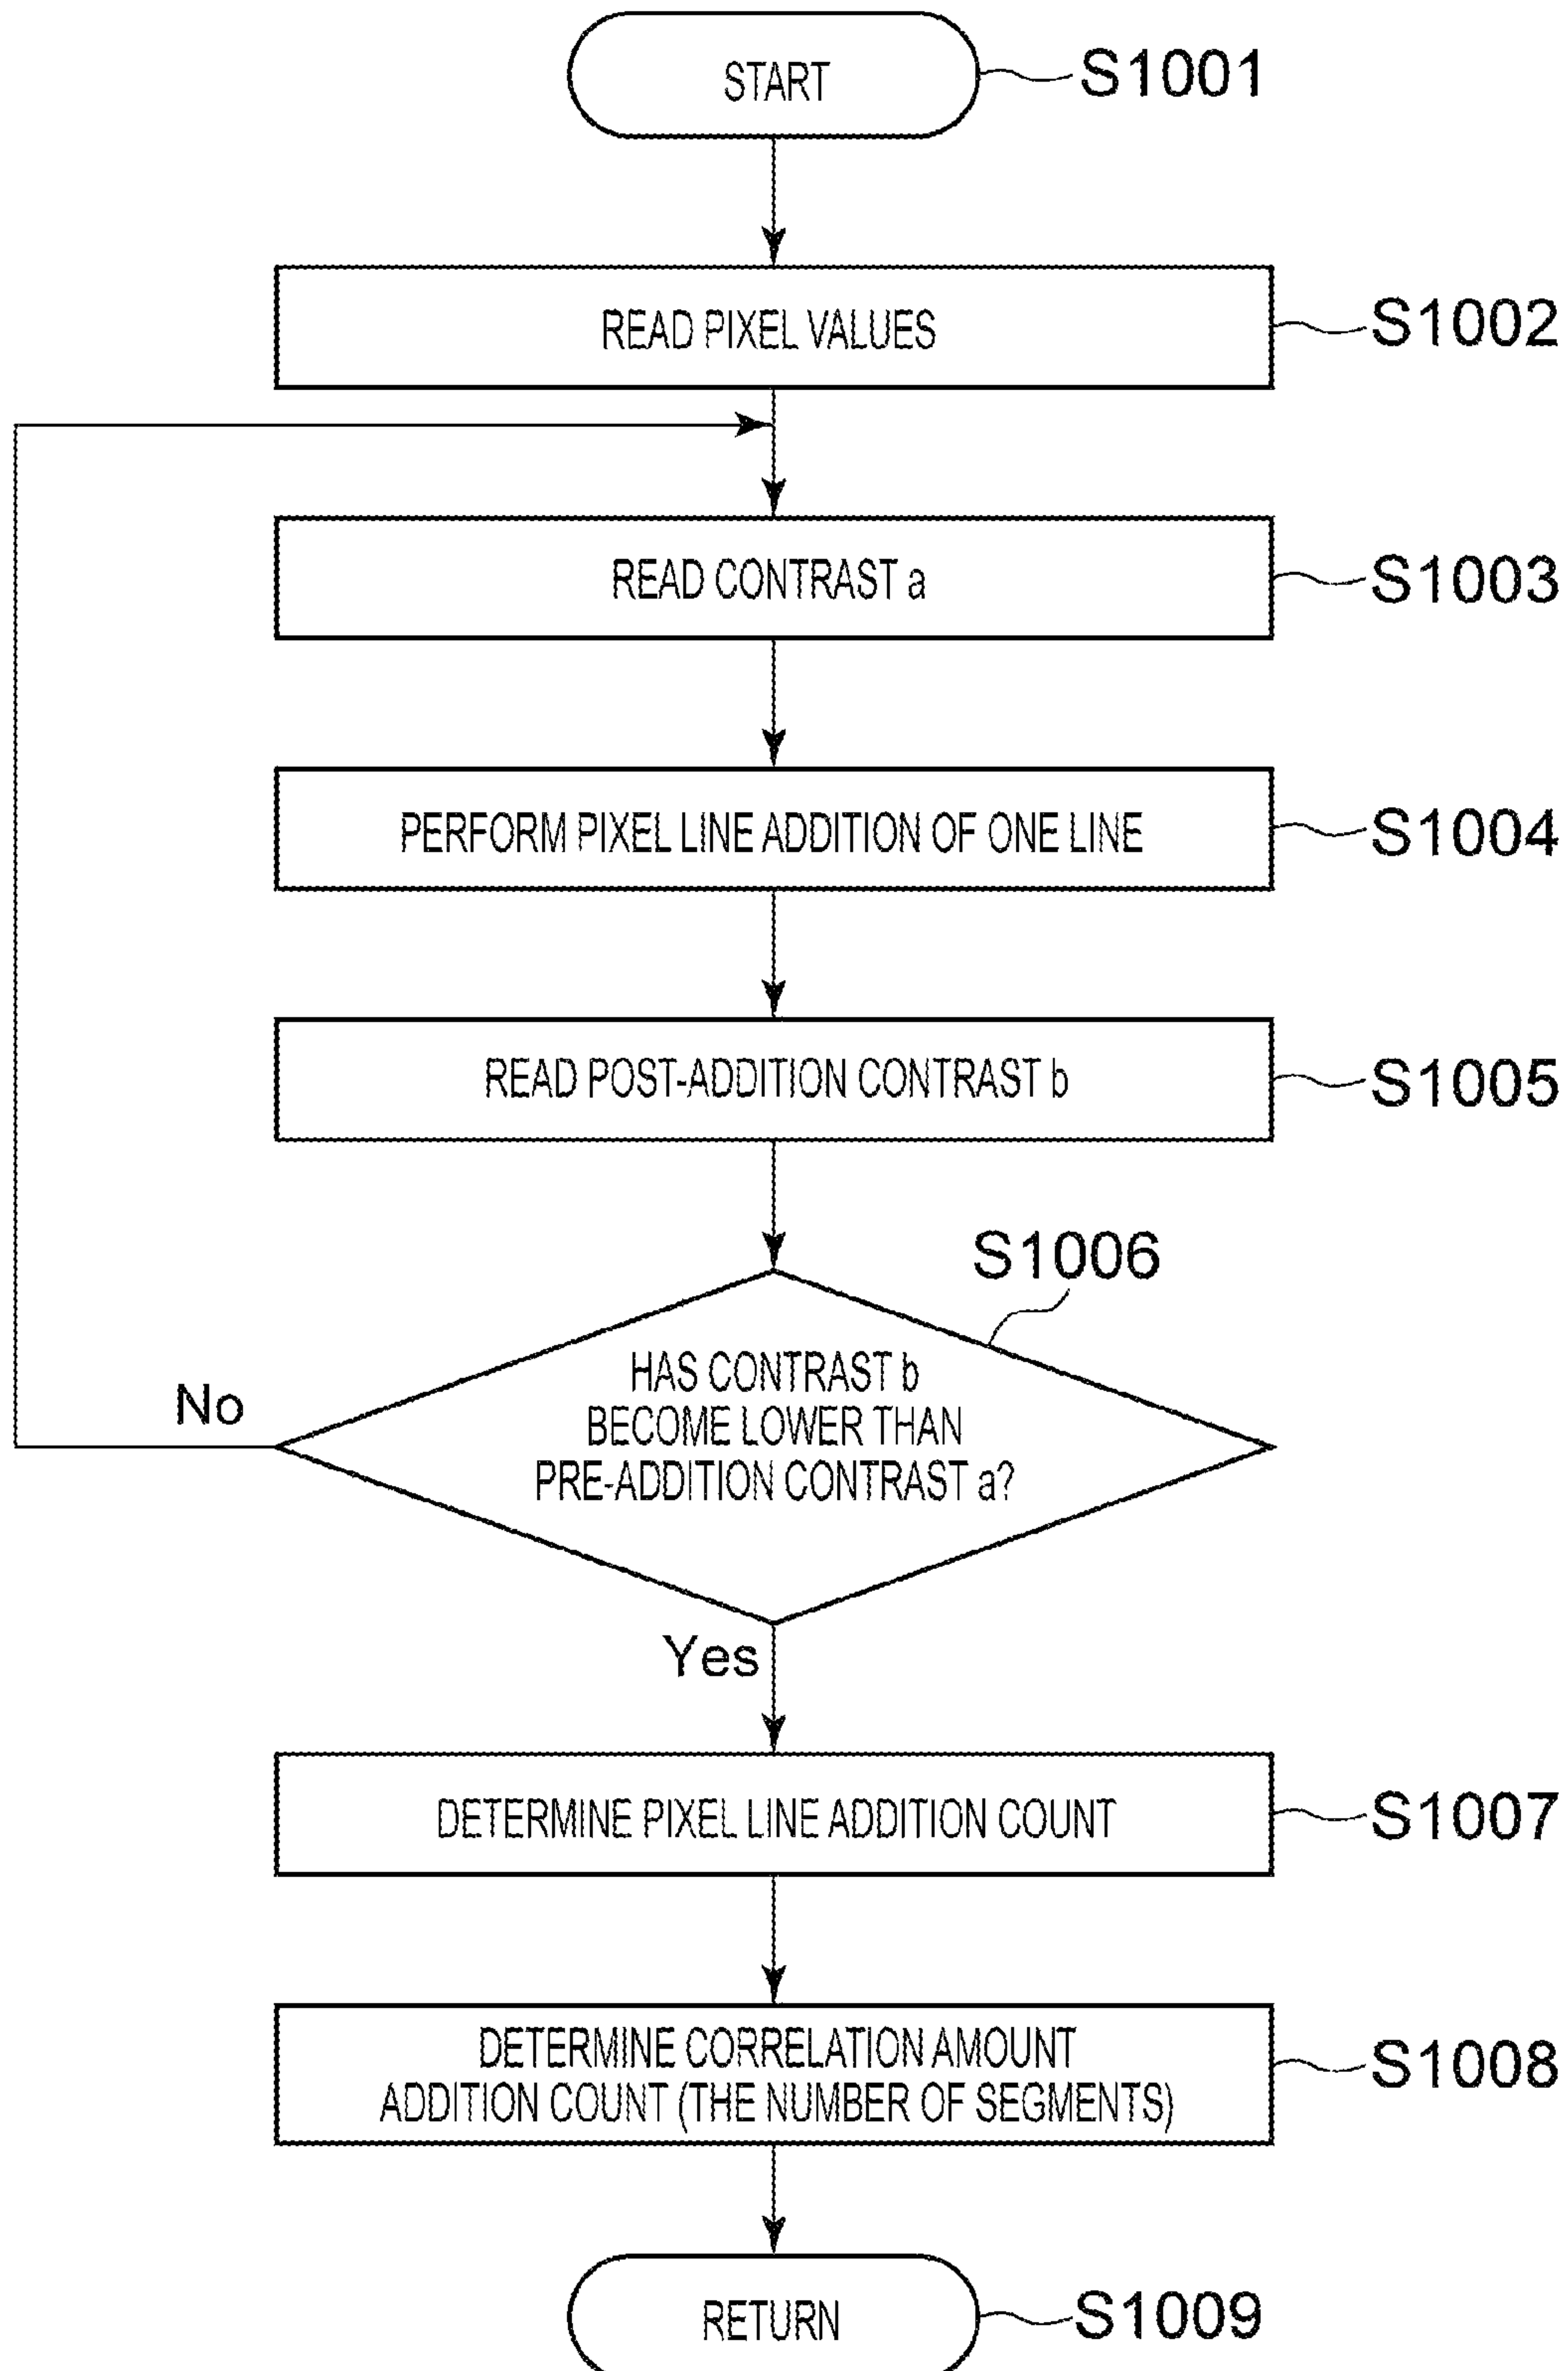 START
S1001
READ PIXEL VALUES
S1002
READ CONTRAST a
S1003
PERFORM PIXEL LINE ADDITION OF ONE LINE
S1004
READ POST-ADDITION CONTRAST b
S1005
S1006
HAS CONTRAST b
BECOME LOWER THAN
PRE-ADDITION CONTRAST a?
No
Yes
DETERMINE PIXEL LINE ADDITION COUNT
S1007
DETERMINE CORRELATION AMOUNT
ADDITION COUNT (THE NUMBER OF SEGMENTS)
S1008
RETURN
S1009